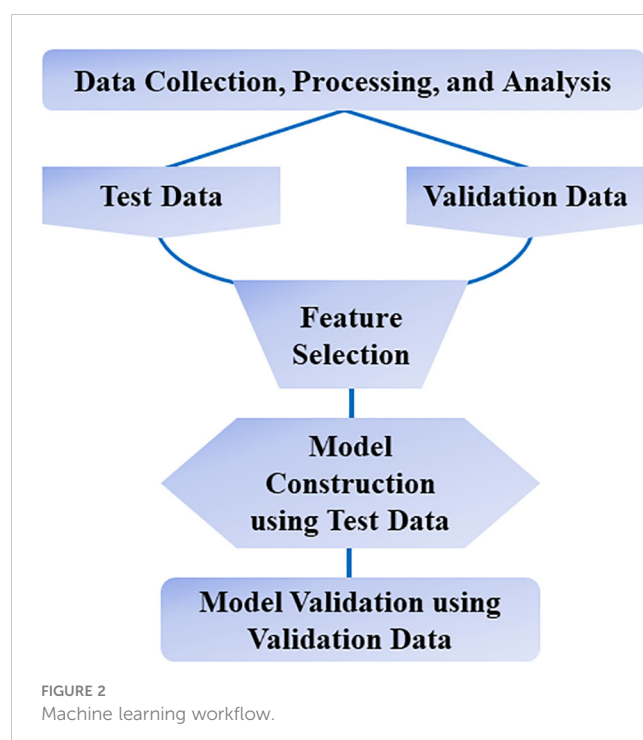 Data Collection, Processing, and Analysis
Test Data
Validation Data
Feature
Selection
Model
Construction
using Test Data
Model Validation using
Validation Data
FIGURE 2
Machine learning workflow.